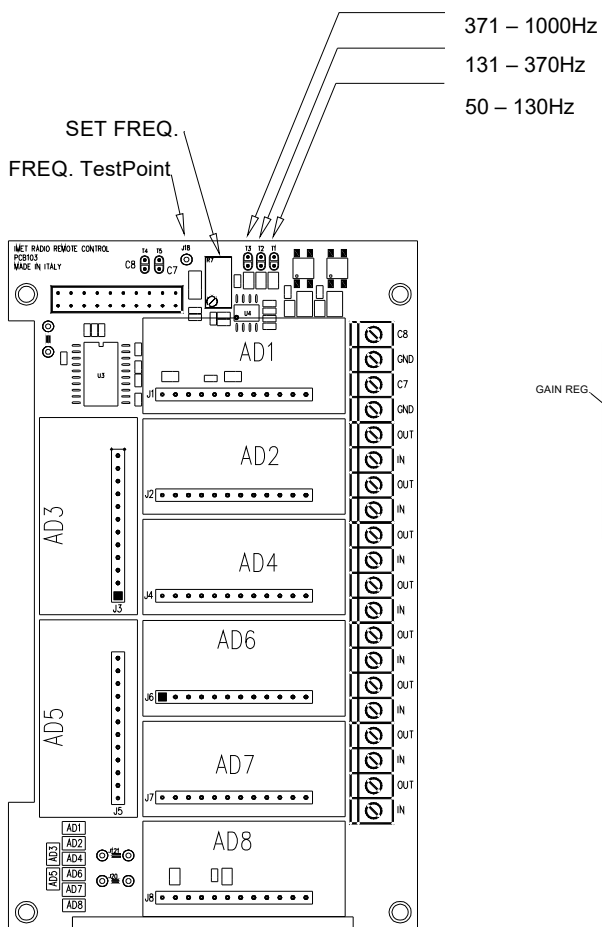 371 – 1000Hz
131 – 370Hz
50 – 130Hz
SET FREQ.
FREQ. TestPoint
IMET RADIO REMOTE CONTROL
PCB103
MADE IN ITALY
T4
T5
C8
C7
J18
R7
T3
T2
T1
U4
U3
AD1
J1
AD2
J2
AD3
J3
AD4
J4
AD6
J6
AD5
J5
AD7
J7
AD8
J8
C8
GND
C7
GND
OUT
IN
OUT
IN
OUT
IN
OUT
IN
OUT
IN
OUT
IN
OUT
IN
OUT
IN
GAIN REG.
AD1
AD2
AD3
AD4
AD5
AD6
AD7
AD8